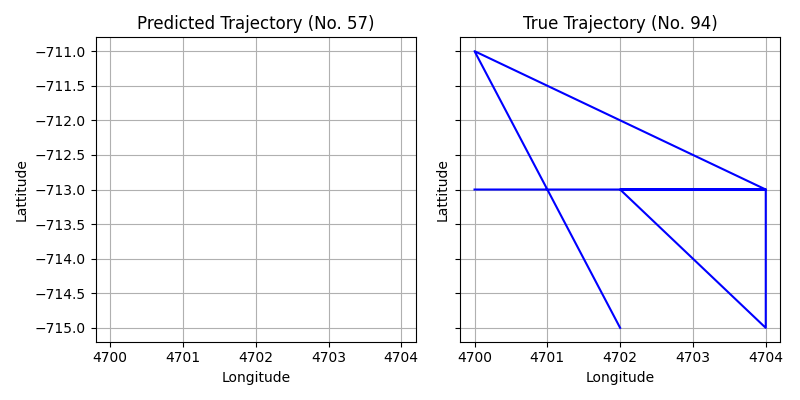 Predicted Trajectory (No. 57)
True Trajectory (No. 94)
Lattitude
−711.0
−711.5
−712.0
−712.5
−713.0
−713.5
−714.0
−714.5
−715.0
4700 4701 4702 4703 4704
Longitude
Lattitude
4700 4701 4702 4703 4704
Longitude